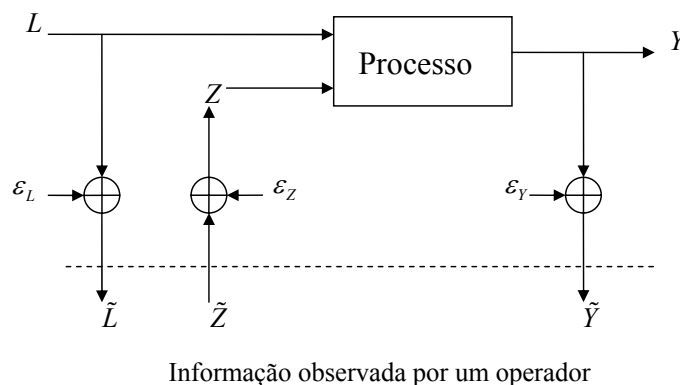 L
Y
Processo
Z
ε_L
ε_Z
ε_Y
L̃
Z̃
Ỹ
Informação observada por um operador